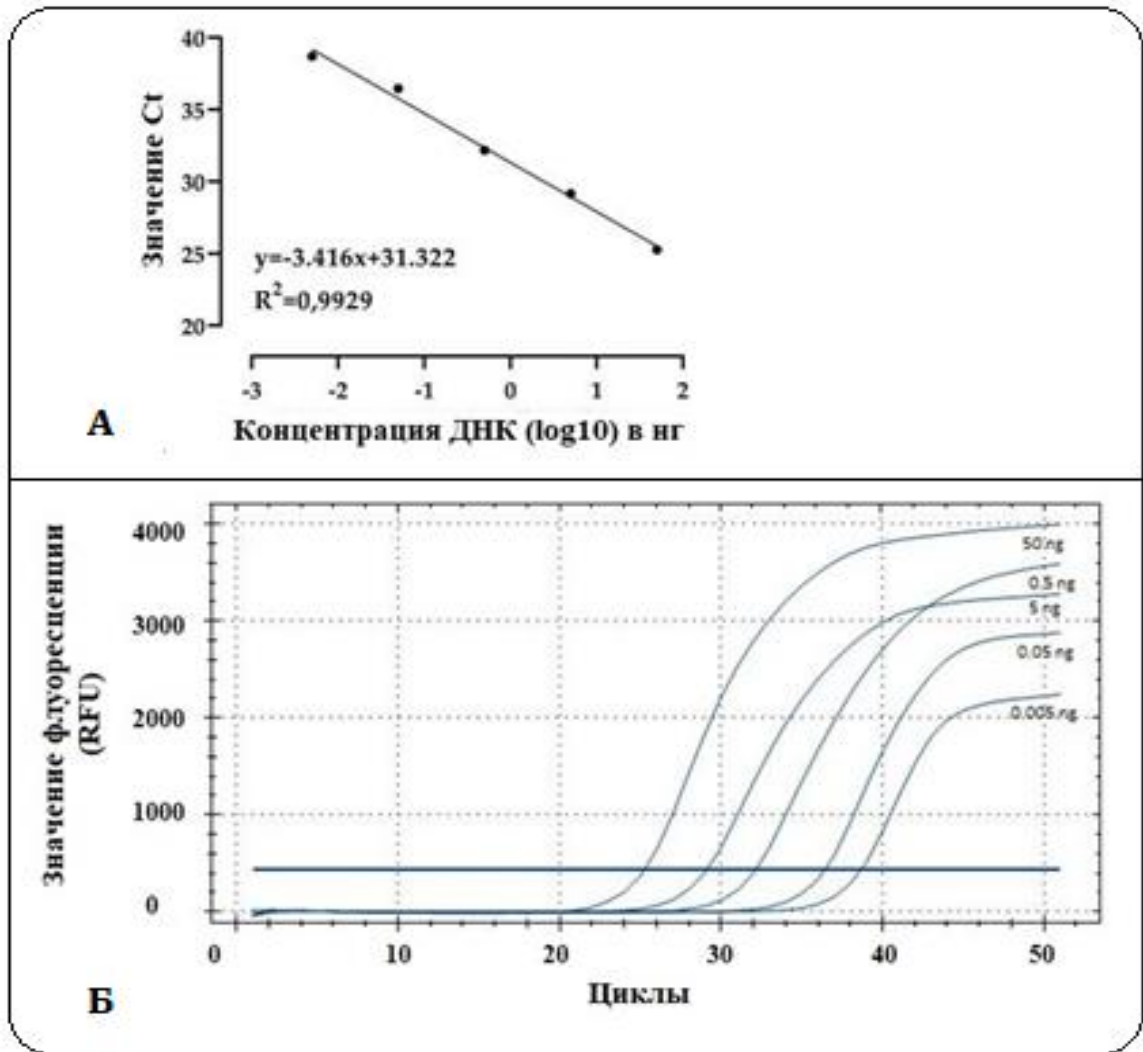 40
35
30
25
20
Значение Ct
y=-3.416x+31.322
R²=0,9929
-3 -2 -1 0 1 2
А
Концентрация ДНК (log10) в нг
4000
3000
2000
1000
0
Значение флуоресценции
(RFU)
50 ng
0.5 ng
5 ng
0.05 ng
0.005 ng
0 10 20 30 40 50
Циклы
Б